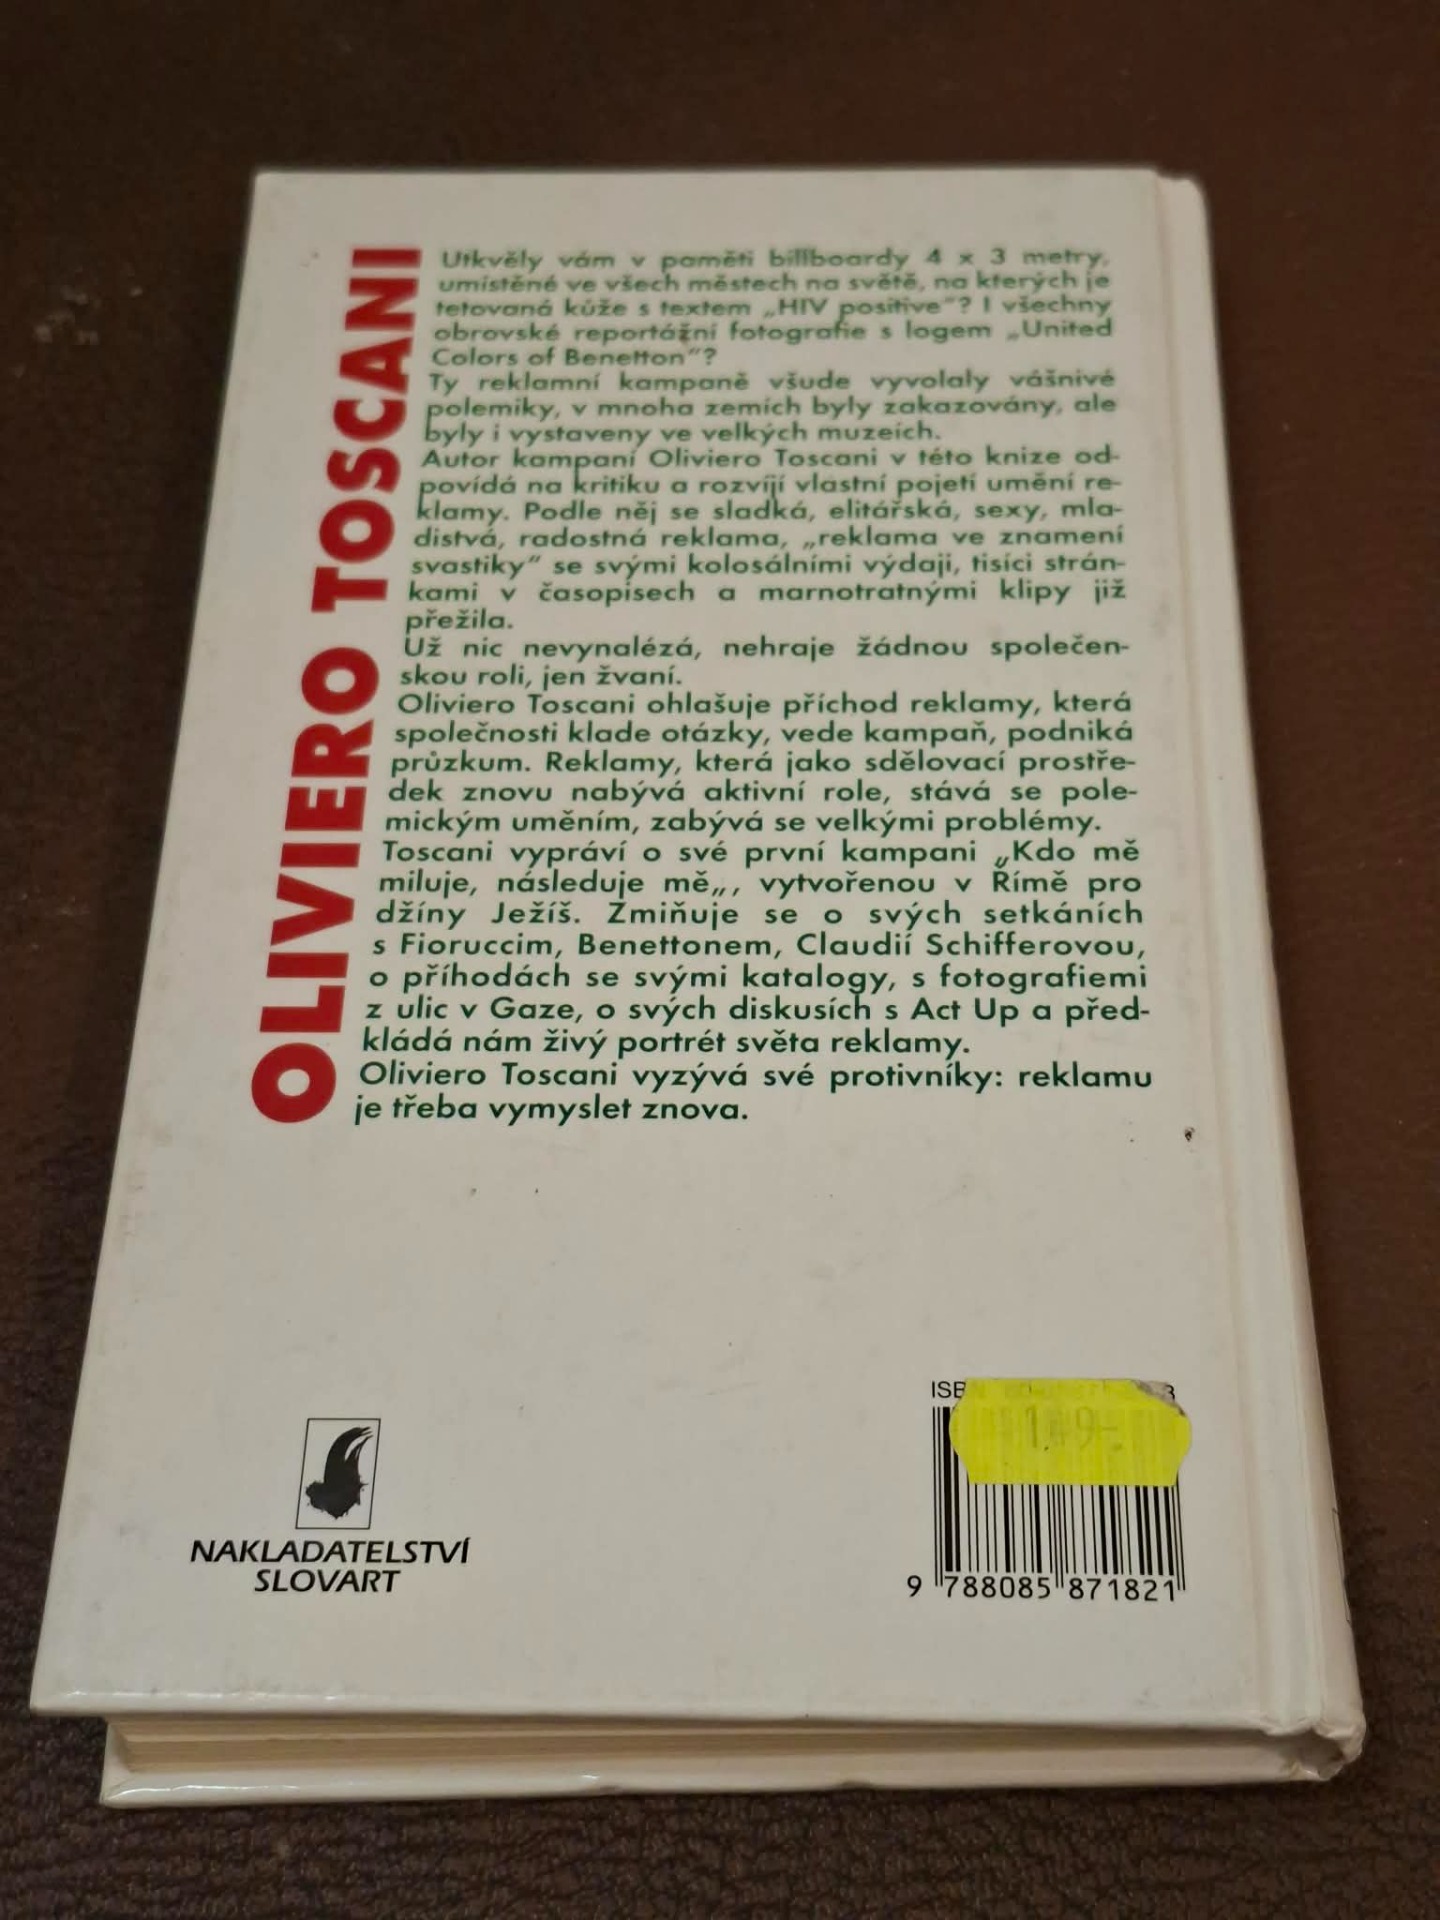 OLIVIERO TOSCANI
Utkvěly vám v paměti billboardy 4 x 3 metry,
umístěné ve všech městech na světě, na kterých je
tetovaná kůže s textem „HIV positive"? I všechny
obrovské reportážní fotografie s logem „United
Colors of Benetton"?
Ty reklamní kampaně všude vyvolaly vášnivé
polemiky, v mnoha zemích byly zakazovány, ale
byly i vystaveny ve velkých muzeích.
Autor kampaní Oliviero Toscani v této knize od-
povídá na kritiku a rozvíjí vlastní pojetí umění re-
klamy. Podle něj se sladká, elitářská, sexy, mla-
distvá, radostná reklama, „reklama ve znamení
svastiky" se svými kolosálními výdaji, tisíci strán-
kami v časopisech a marnotratnými klipy již
přežila.
Už nic nevynalézá, nehraje žádnou společen-
skou roli, jen žvaní.
Oliviero Toscani ohlašuje příchod reklamy, která
společnosti klade otázky, vede kampaň, podniká
průzkum. Reklamy, která jako sdělovací prostře-
dek znovu nabývá aktivní role, stává se pole-
mickým uměním, zabývá se velkými problémy.
Toscani vypráví o své první kampani „Kdo mě
miluje, následuje mě„, vytvořenou v Římě pro
džíny Ježíš. Zmiňuje se o svých setkáních
s Fioruccim, Benettonem, Claudií Schifferovou,
o příhodách se svými katalogy, s fotografiemi
z ulic v Gaze, o svých diskusích s Act Up a před-
kládá nám živý portrét světa reklamy.
Oliviero Toscani vyzývá své protivníky: reklamu
je třeba vymyslet znova.
NAKLADATELSTVÍ
SLOVART
9 788085 871821